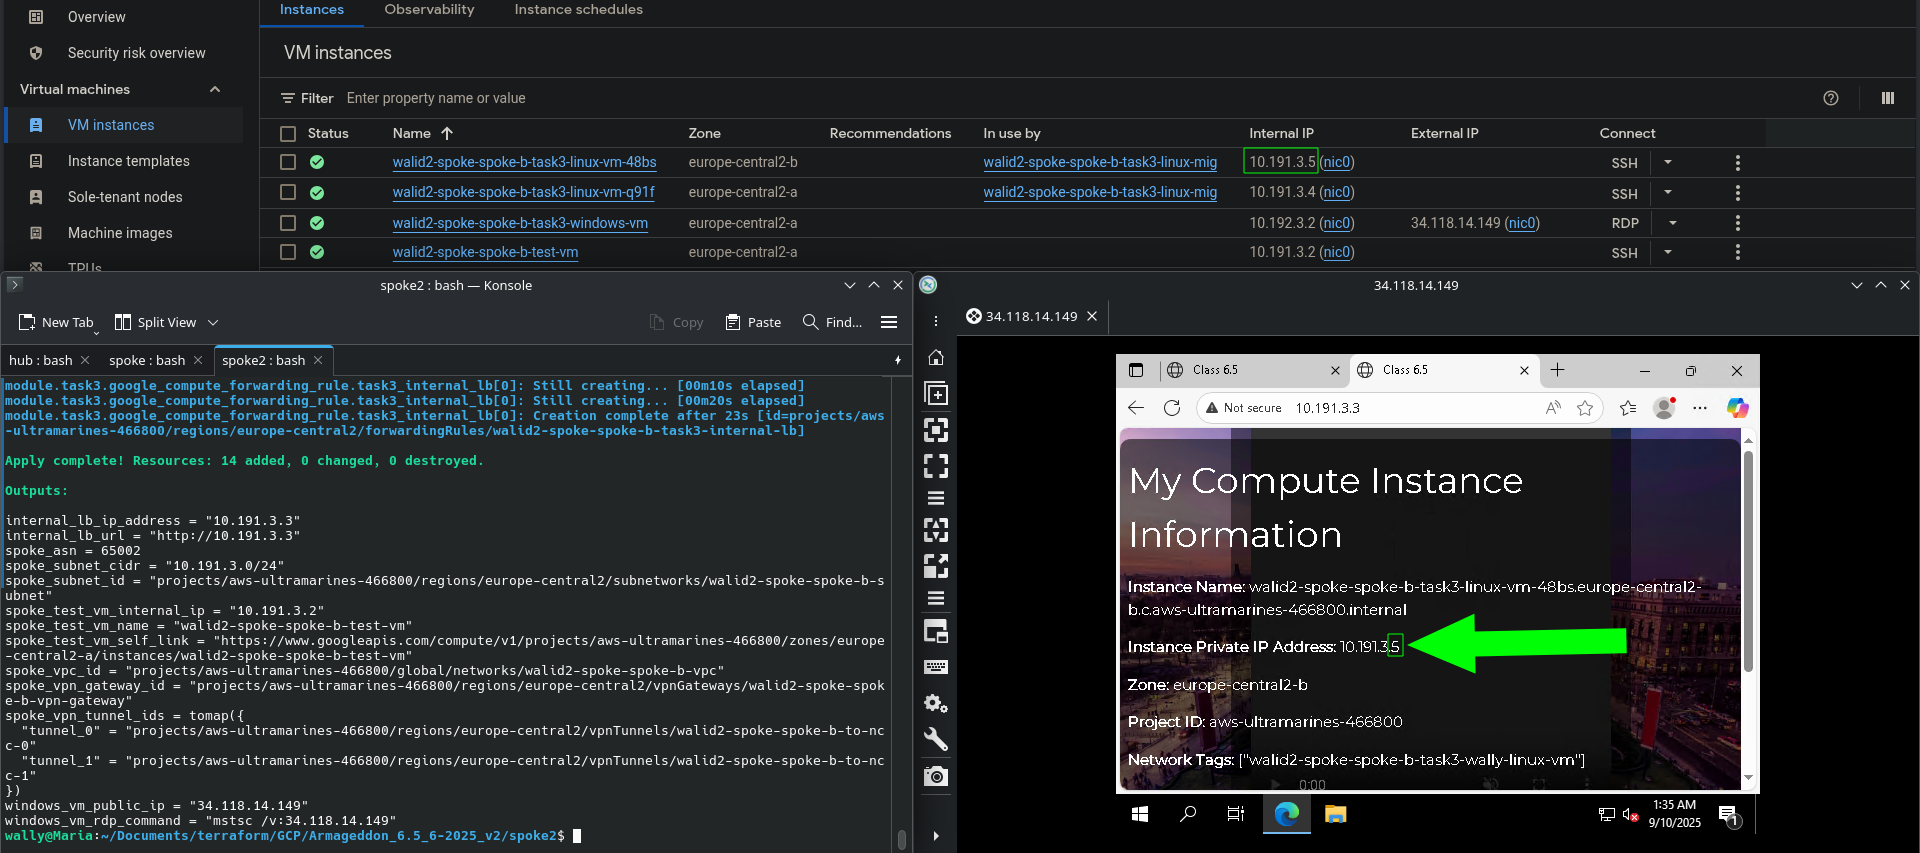 Overview
Security risk overview
Virtual machines
VM instances
Instance templates
Sole-tenant nodes
Machine images
TPUs
Instances
Observability
Instance schedules
VM instances
Filter Enter property name or value
Status Name Zone Recommendations In use by Internal IP External IP Connect
walid2-spoke-spoke-b-task3-linux-vm-48bs europe-central2-b walid2-spoke-spoke-b-task3-linux-mig 10.191.3.5 (nic0) SSH
walid2-spoke-spoke-b-task3-linux-vm-q91f europe-central2-a walid2-spoke-spoke-b-task3-linux-mig 10.191.3.4 (nic0) SSH
walid2-spoke-spoke-b-task3-windows-vm europe-central2-a 10.192.3.2 (nic0) 34.118.14.149 (nic0) RDP
walid2-spoke-spoke-b-test-vm europe-central2-a 10.191.3.2 (nic0) SSH
spoke2 : bash — Konsole
New Tab Split View Copy Paste Find...
hub : bash spoke : bash spoke2 : bash
module.task3.google_compute_forwarding_rule.task3_internal_lb[0]: Still creating... [00m10s elapsed]
module.task3.google_compute_forwarding_rule.task3_internal_lb[0]: Still creating... [00m20s elapsed]
module.task3.google_compute_forwarding_rule.task3_internal_lb[0]: Creation complete after 23s [id=projects/aws
-ultramarines-466800/regions/europe-central2/forwardingRules/walid2-spoke-spoke-b-task3-internal-lb]
Apply complete! Resources: 14 added, 0 changed, 0 destroyed.
Outputs:
internal_lb_ip_address = "10.191.3.3"
internal_lb_url = "http://10.191.3.3"
spoke_asn = 65002
spoke_subnet_cidr = "10.191.3.0/24"
spoke_subnet_id = "projects/aws-ultramarines-466800/regions/europe-central2/subnetworks/walid2-spoke-spoke-b-s
ubnet"
spoke_test_vm_internal_ip = "10.191.3.2"
spoke_test_vm_name = "walid2-spoke-spoke-b-test-vm"
spoke_test_vm_self_link = "https://www.googleapis.com/compute/v1/projects/aws-ultramarines-466800/zones/europe
-central2-a/instances/walid2-spoke-spoke-b-test-vm"
spoke_vpc_id = "projects/aws-ultramarines-466800/global/networks/walid2-spoke-spoke-b-vpc"
spoke_vpn_gateway_id = "projects/aws-ultramarines-466800/regions/europe-central2/vpnGateways/walid2-spoke-spok
e-b-vpn-gateway"
spoke_vpn_tunnel_ids = tomap({
"tunnel_0" = "projects/aws-ultramarines-466800/regions/europe-central2/vpnTunnels/walid2-spoke-spoke-b-to-nc
c-0"
"tunnel_1" = "projects/aws-ultramarines-466800/regions/europe-central2/vpnTunnels/walid2-spoke-spoke-b-to-nc
c-1"
})
windows_vm_public_ip = "34.118.14.149"
windows_vm_rdp_command = "mstsc /v:34.118.14.149"
wally@Maria:~/Documents/terraform/GCP/Armageddon_6.5_6-2025_v2/spoke2$
34.118.14.149
34.118.14.149
Class 6.5 Class 6.5
Not secure 10.191.3.3
My Compute Instance
Information
Instance Name: walid2-spoke-spoke-b-task3-linux-vm-48bs.europe-central2-
b.c.aws-ultramarines-466800.internal
Instance Private IP Address: 10.191.3.5
Zone: europe-central2-b
Project ID: aws-ultramarines-466800
Network Tags: ["walid2-spoke-spoke-b-task3-wally-linux-vm"]
0:00
1:35 AM
9/10/2025
1